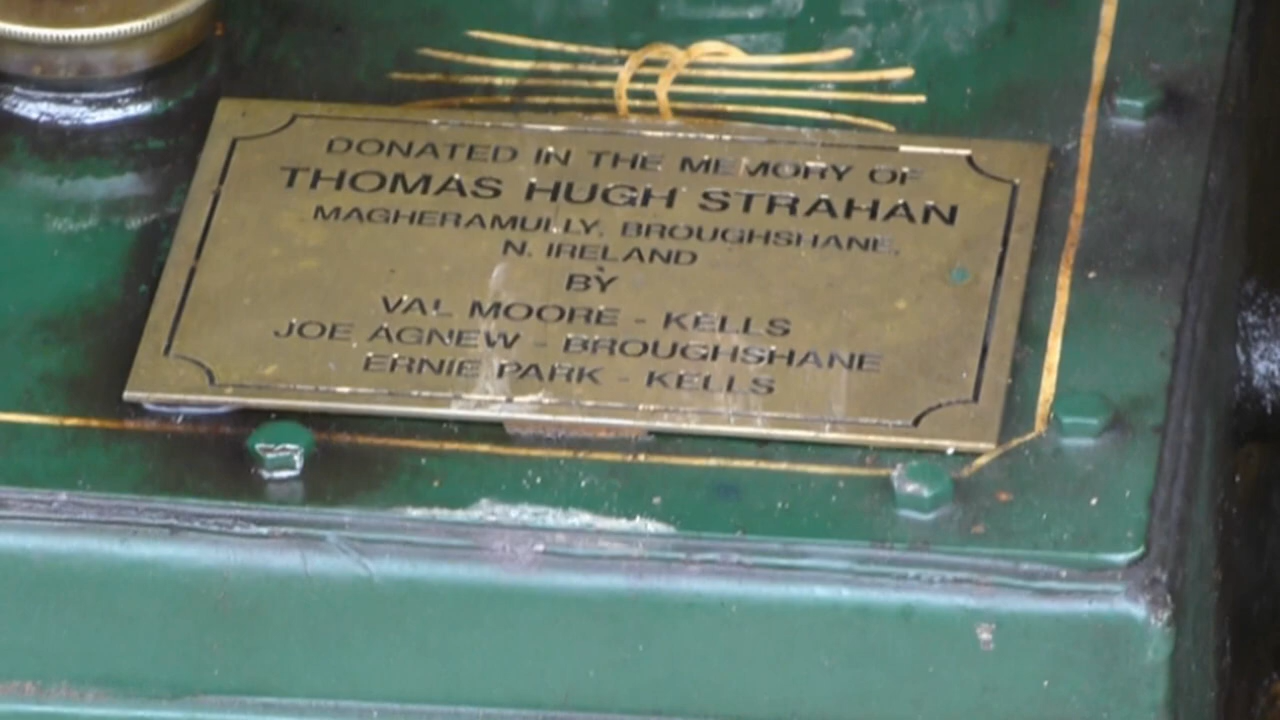 DONATED IN THE MEMORY OF
THOMAS HUGH STRAHAN
MAGHERAMULLY, BROUGHSHANE,
N. IRELAND
BY
VAL MOORE - KELLS
JOE AGNEW - BROUGHSHANE
ERNIE PARK - KELLS